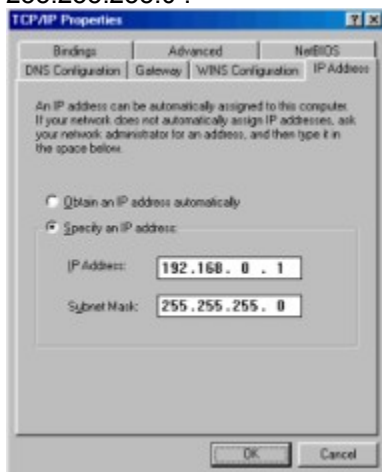 TCP/IP Properties
? X
Bindings Advanced NetBIOS
DNS Configuration Gateway WINS Configuration IP Address
An IP address can be automatically assigned to this computer.
If your network does not automatically assign IP addresses, ask
your network administrator for an address, and then type it in
the space below.
Obtain an IP address automatically
Specify an IP address:
IP Address: 192.168. 0 . 1
Subnet Mask: 255.255.255. 0
OK Cancel